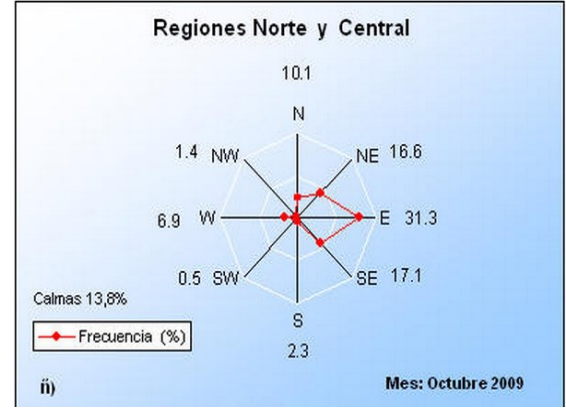 Regiones Norte y Central
10.1
N
1.4 NW
NE 16.6
6.9 W
E 31.3
0.5 SW
SE 17.1
S
2.3
Calmas 13,8%
Frecuencia (%)
ñ)
Mes: Octubre 2009